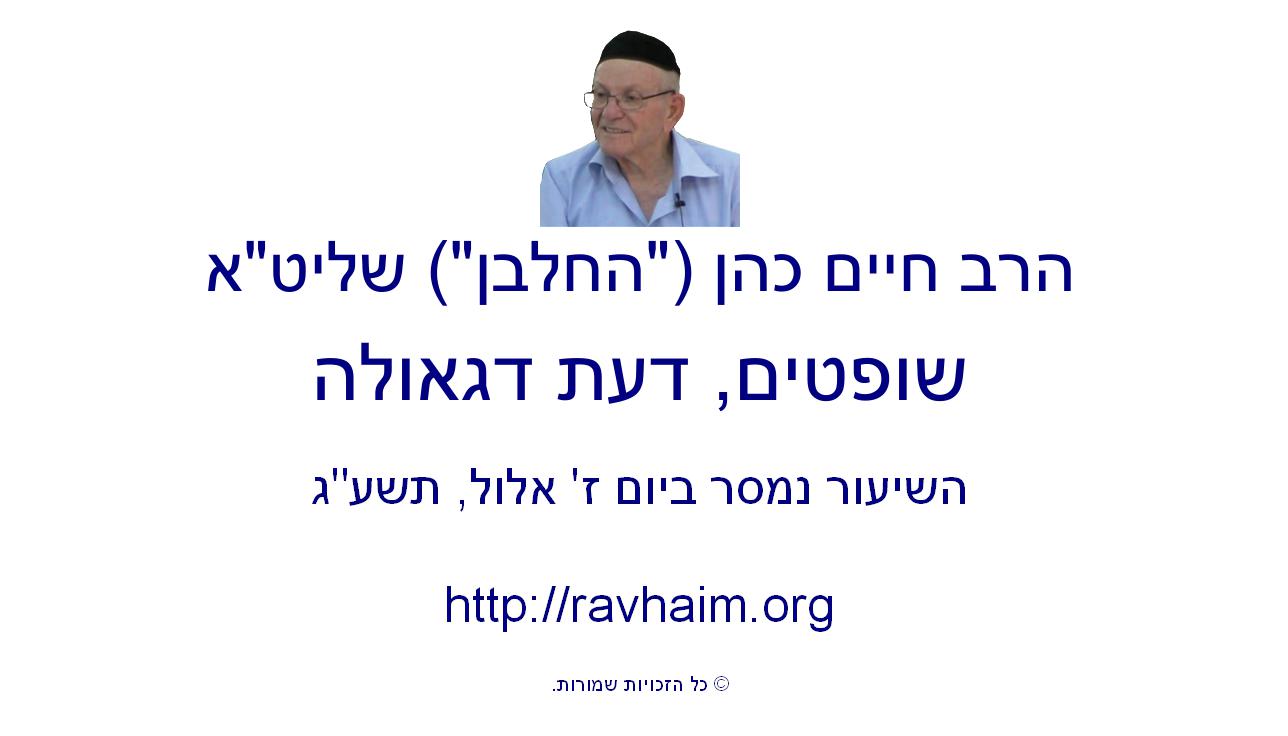 הרב חיים כהן ("החלבן") שליט"א
שופטים, דעת דגאולה
השיעור נמסר ביום ז' אלול, תשע''ג
http://ravhaim.org
© כל הזכויות שמורות.